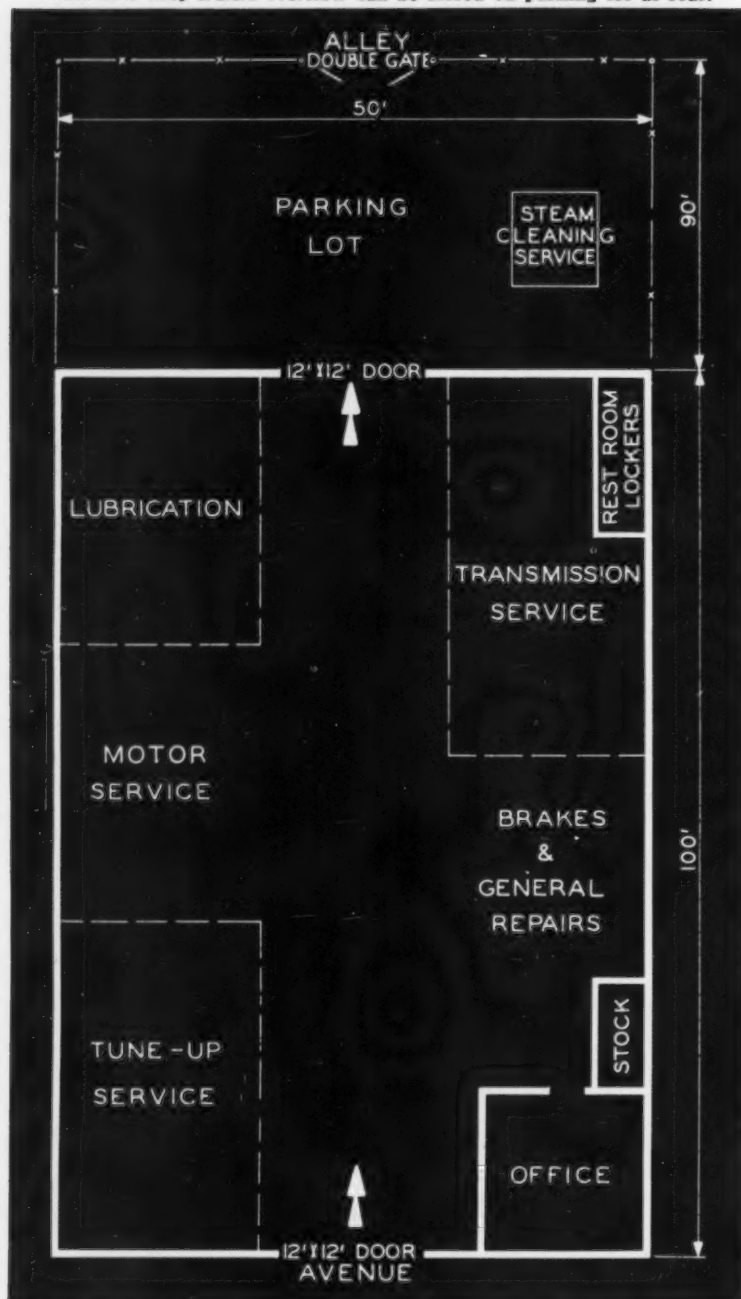 ALLEY
DOUBLE GATE
50'
90'
PARKING
LOT
STEAM
CLEANING
SERVICE
12'X12' DOOR
REST ROOM
LOCKERS
LUBRICATION
TRANSMISSION
SERVICE
100'
MOTOR
SERVICE
BRAKES
&
GENERAL
REPAIRS
STOCK
TUNE-UP
SERVICE
OFFICE
12'X12' DOOR
AVENUE